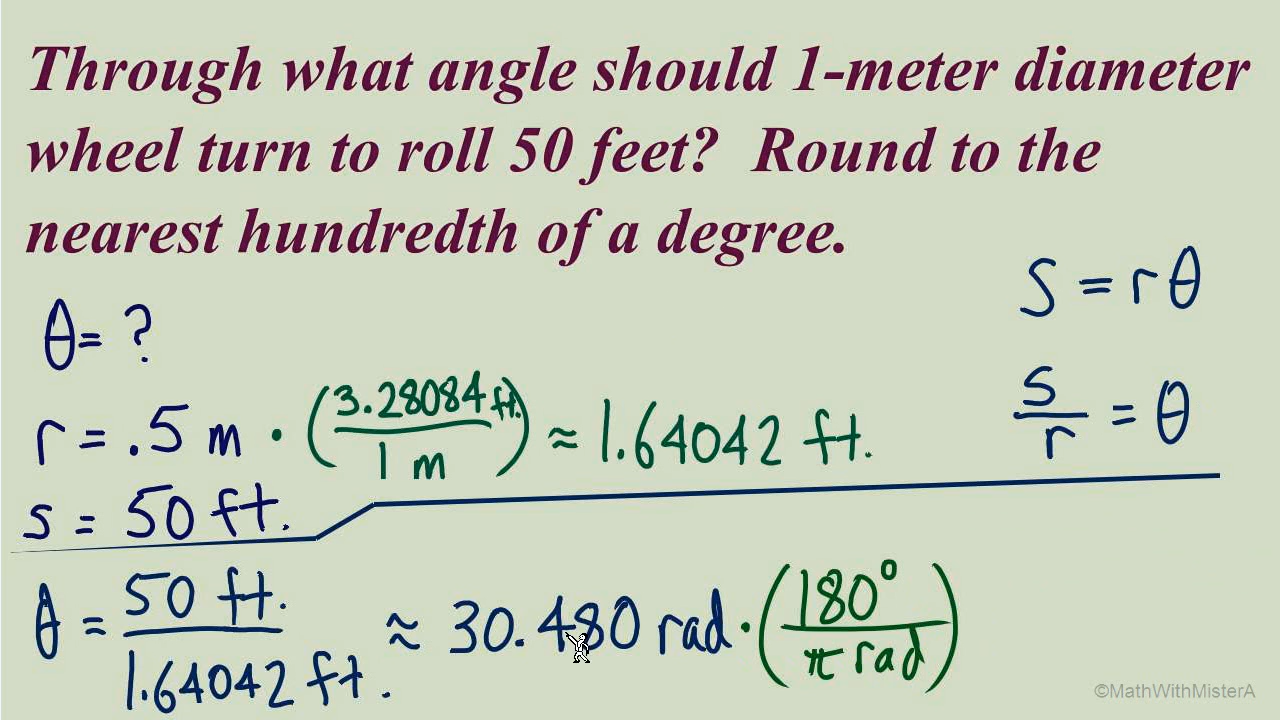 Through what angle should 1-meter diameter
wheel turn to roll 50 feet? Round to the
nearest hundredth of a degree.
S = rθ
θ = ?
s/r = θ
r = .5 m · (3.28084 ft./1 m) ≈ 1.64042 ft.
s = 50 ft.
θ = 50 ft./1.64042 ft. ≈ 30.480 rad · (180°/π rad)
©MathWithMisterA